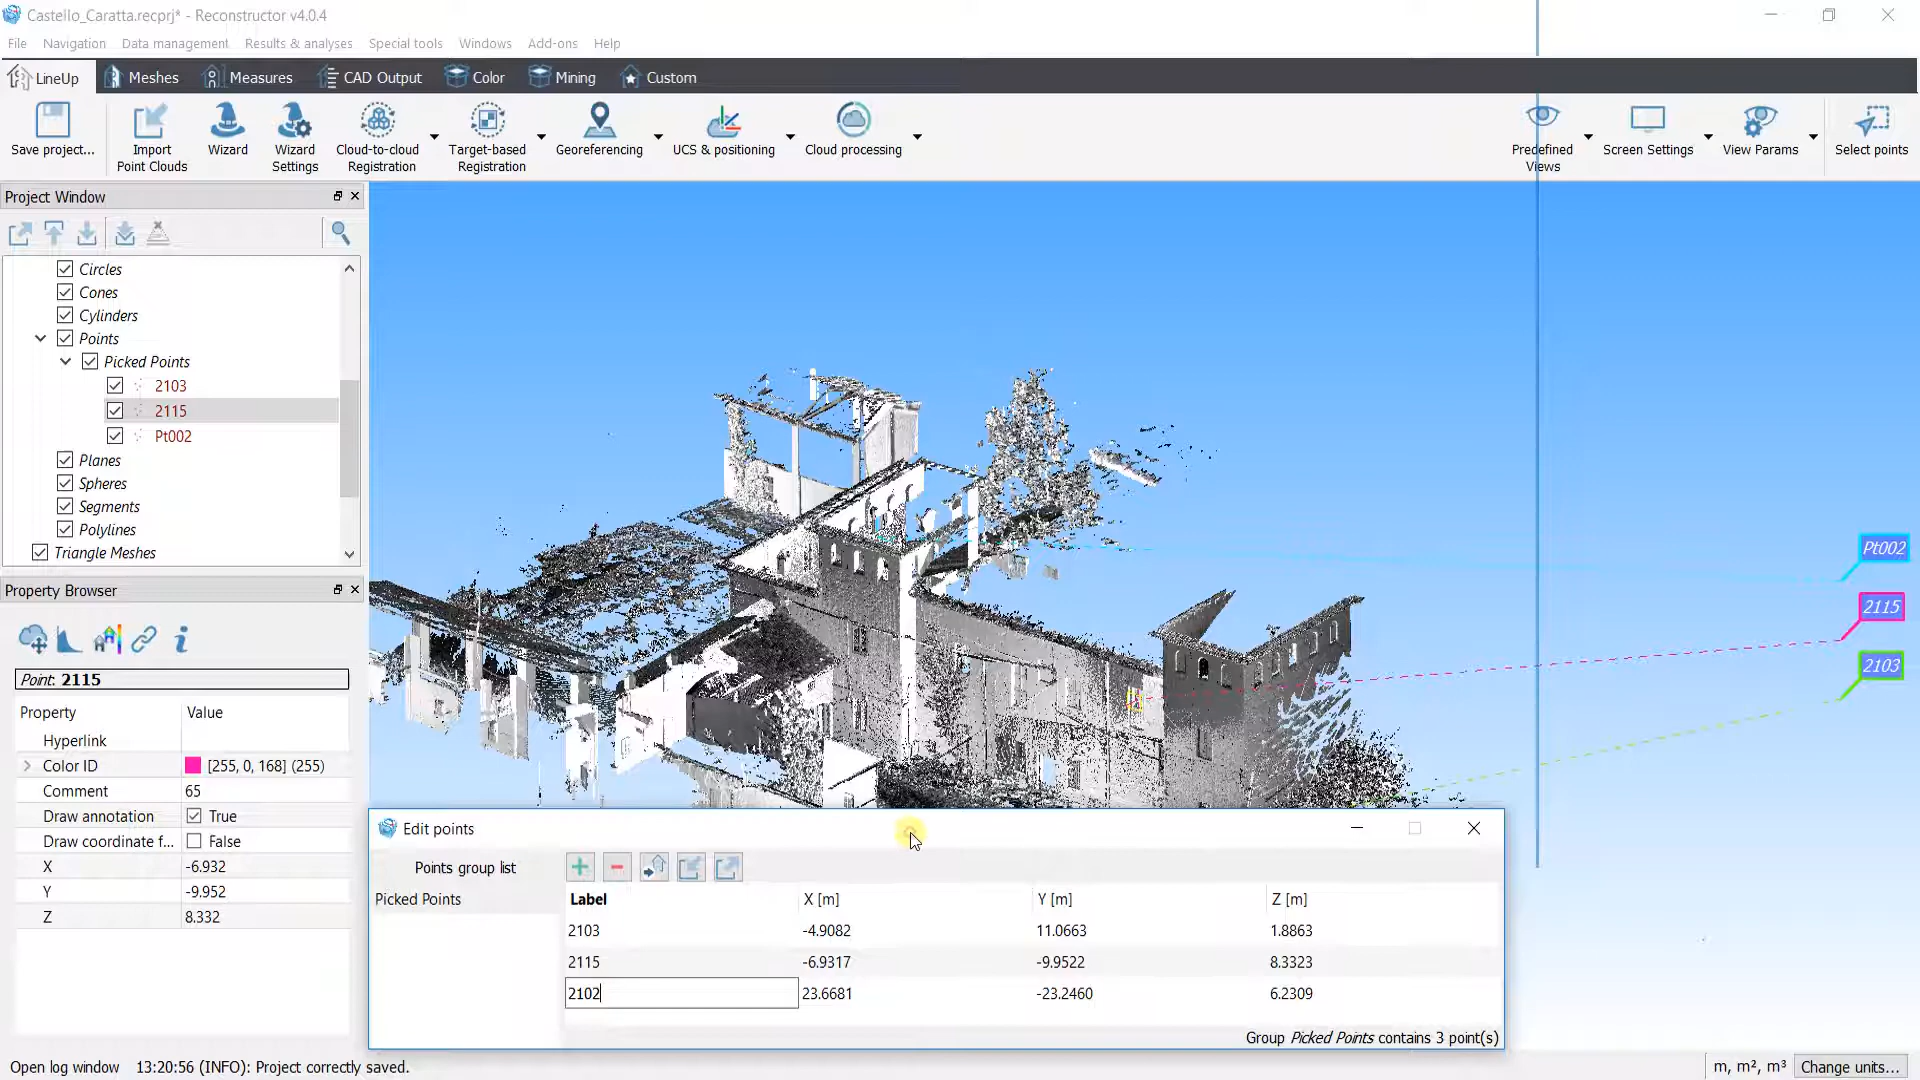 Castello_Caratta.recprj* - Reconstructor v4.0.4
File Navigation Data management Results & analyses Special tools Windows Add-ons Help
LineUp Meshes Measures CAD Output Color Mining Custom
Save project...
Import Point Clouds
Wizard
Wizard Settings
Cloud-to-cloud Registration
Target-based Registration
Georeferencing
UCS & positioning
Cloud processing
Predefined Views
Screen Settings
View Params
Select points
Project Window
Circles
Cones
Cylinders
Points
Picked Points
2103
2115
Pt002
Planes
Spheres
Segments
Polylines
Triangle Meshes
Pt002
2115
2103
Property Browser
Point: 2115
Property Value
Hyperlink
Color ID [255, 0, 168] (255)
Comment 65
Draw annotation True
Draw coordinate f... False
X -6.932
Y -9.952
Z 8.332
Edit points
Points group list
Picked Points
Label X [m] Y [m] Z [m]
2103 -4.9082 11.0663 1.8863
2115 -6.9317 -9.9522 8.3323
2102 23.6681 -23.2460 6.2309
Group Picked Points contains 3 point(s)
Open log window 13:20:56 (INFO): Project correctly saved.
m, m², m³ Change units...